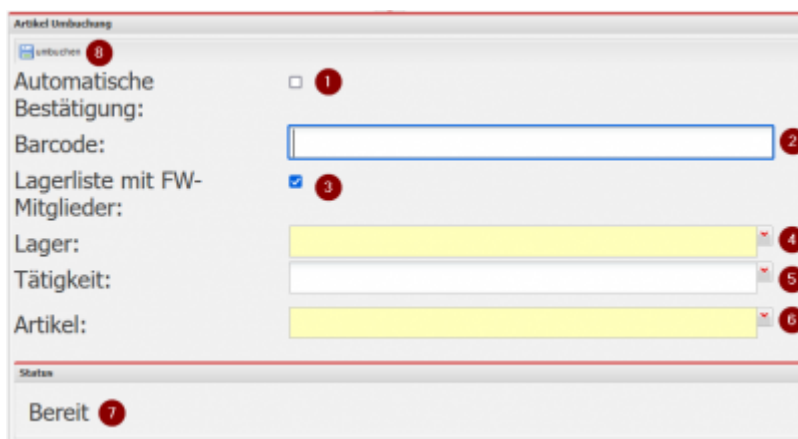 Artikel Umbuchung
umbuchen 8
Automatische 1
Bestätigung:
Barcode: 2
Lagerliste mit FW- 3
Mitglieder:
Lager: 4
Tätigkeit: 5
Artikel: 6
Status
Bereit 7